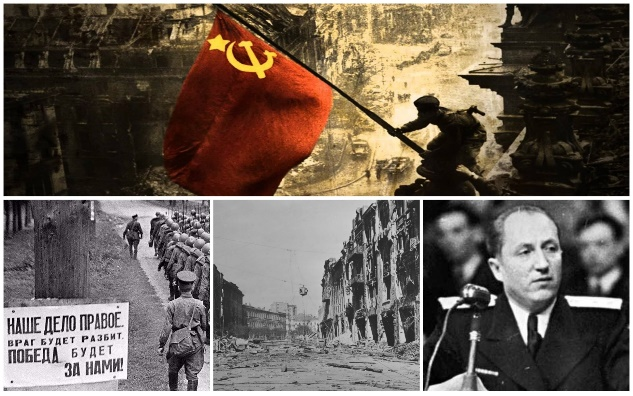 НАШЕ ДЕЛО ПРАВОЕ.
ВРАГ БУДЕТ РАЗБИТ.
ПОБЕДА БУДЕТ
ЗА НАМИ!